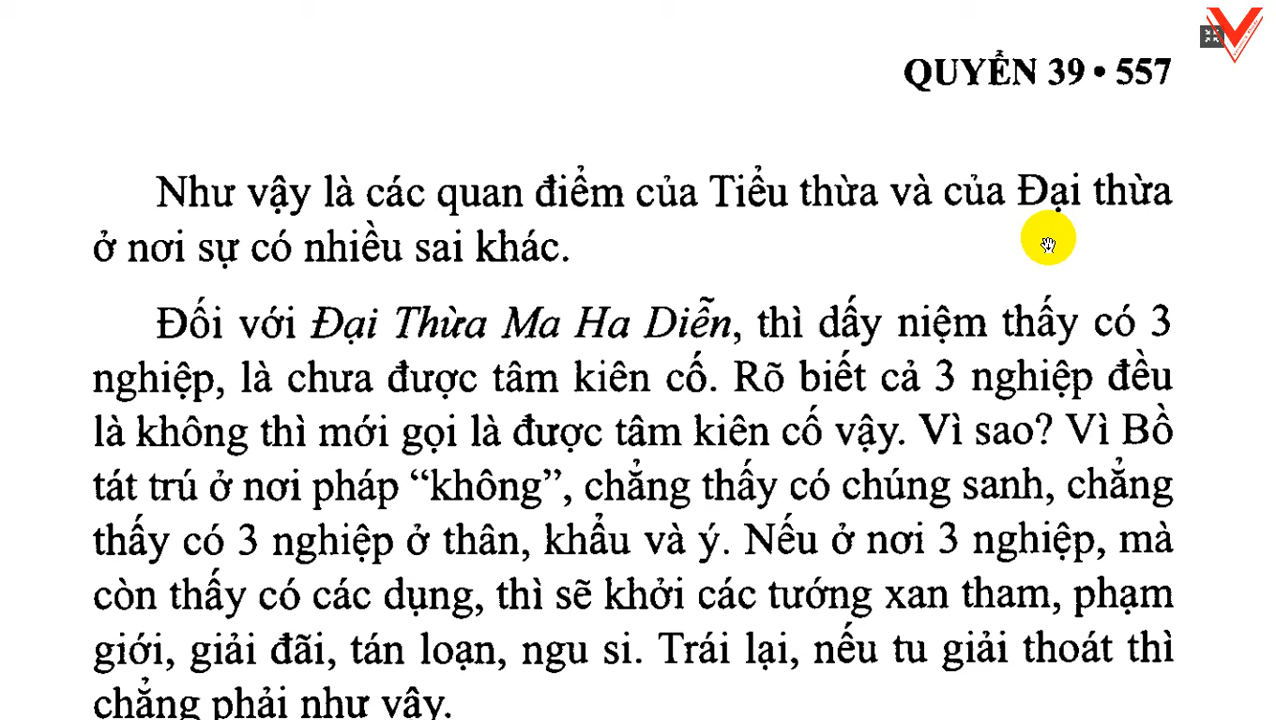 QUYỂN 39 • 557
Như vậy là các quan điểm của Tiểu thừa và của Đại thừa
ở nơi sự có nhiều sai khác.
Đối với Đại Thừa Ma Ha Diễn, thì dấy niệm thấy có 3
nghiệp, là chưa được tâm kiên cố. Rõ biết cả 3 nghiệp đều
là không thì mới gọi là được tâm kiên cố vậy. Vì sao? Vì Bồ
tát trú ở nơi pháp “không”, chẳng thấy có chúng sanh, chẳng
thấy có 3 nghiệp ở thân, khẩu và ý. Nếu ở nơi 3 nghiệp, mà
còn thấy có các dụng, thì sẽ khởi các tướng xan tham, phạm
giới, giải đãi, tán loạn, ngu si. Trái lại, nếu tu giải thoát thì
chẳng phải như vậy.